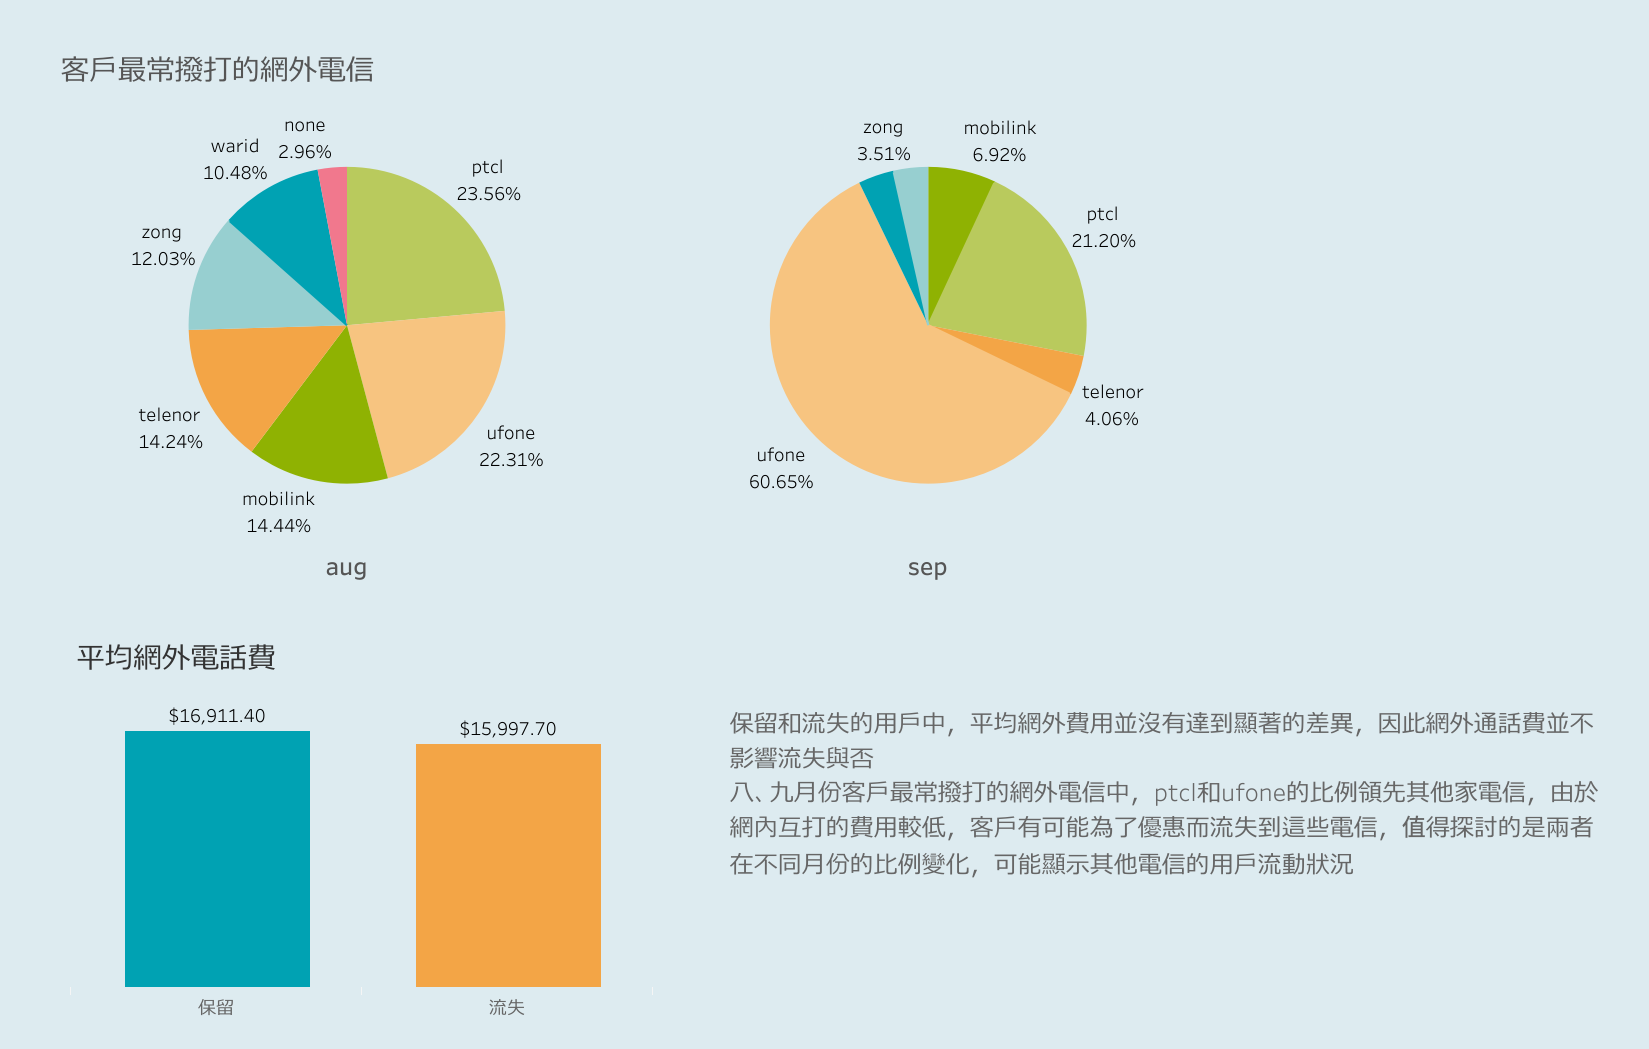 客戶最常撥打的網外電信
none
2.96%
warid
10.48%
ptcl
23.56%
zong
12.03%
telenor
14.24%
ufone
22.31%
mobilink
14.44%
aug
zong
3.51%
mobilink
6.92%
ptcl
21.20%
telenor
4.06%
ufone
60.65%
sep
平均網外電話費
$16,911.40
$15,997.70
保留
流失
保留和流失的用戶中，平均網外費用並沒有達到顯著的差異，因此網外通話費並不
影響流失與否
八、九月份客戶最常撥打的網外電信中，ptcl和ufone的比例領先其他家電信，由於
網內互打的費用較低，客戶有可能為了優惠而流失到這些電信，值得探討的是兩者
在不同月份的比例變化，可能顯示其他電信的用戶流動狀況